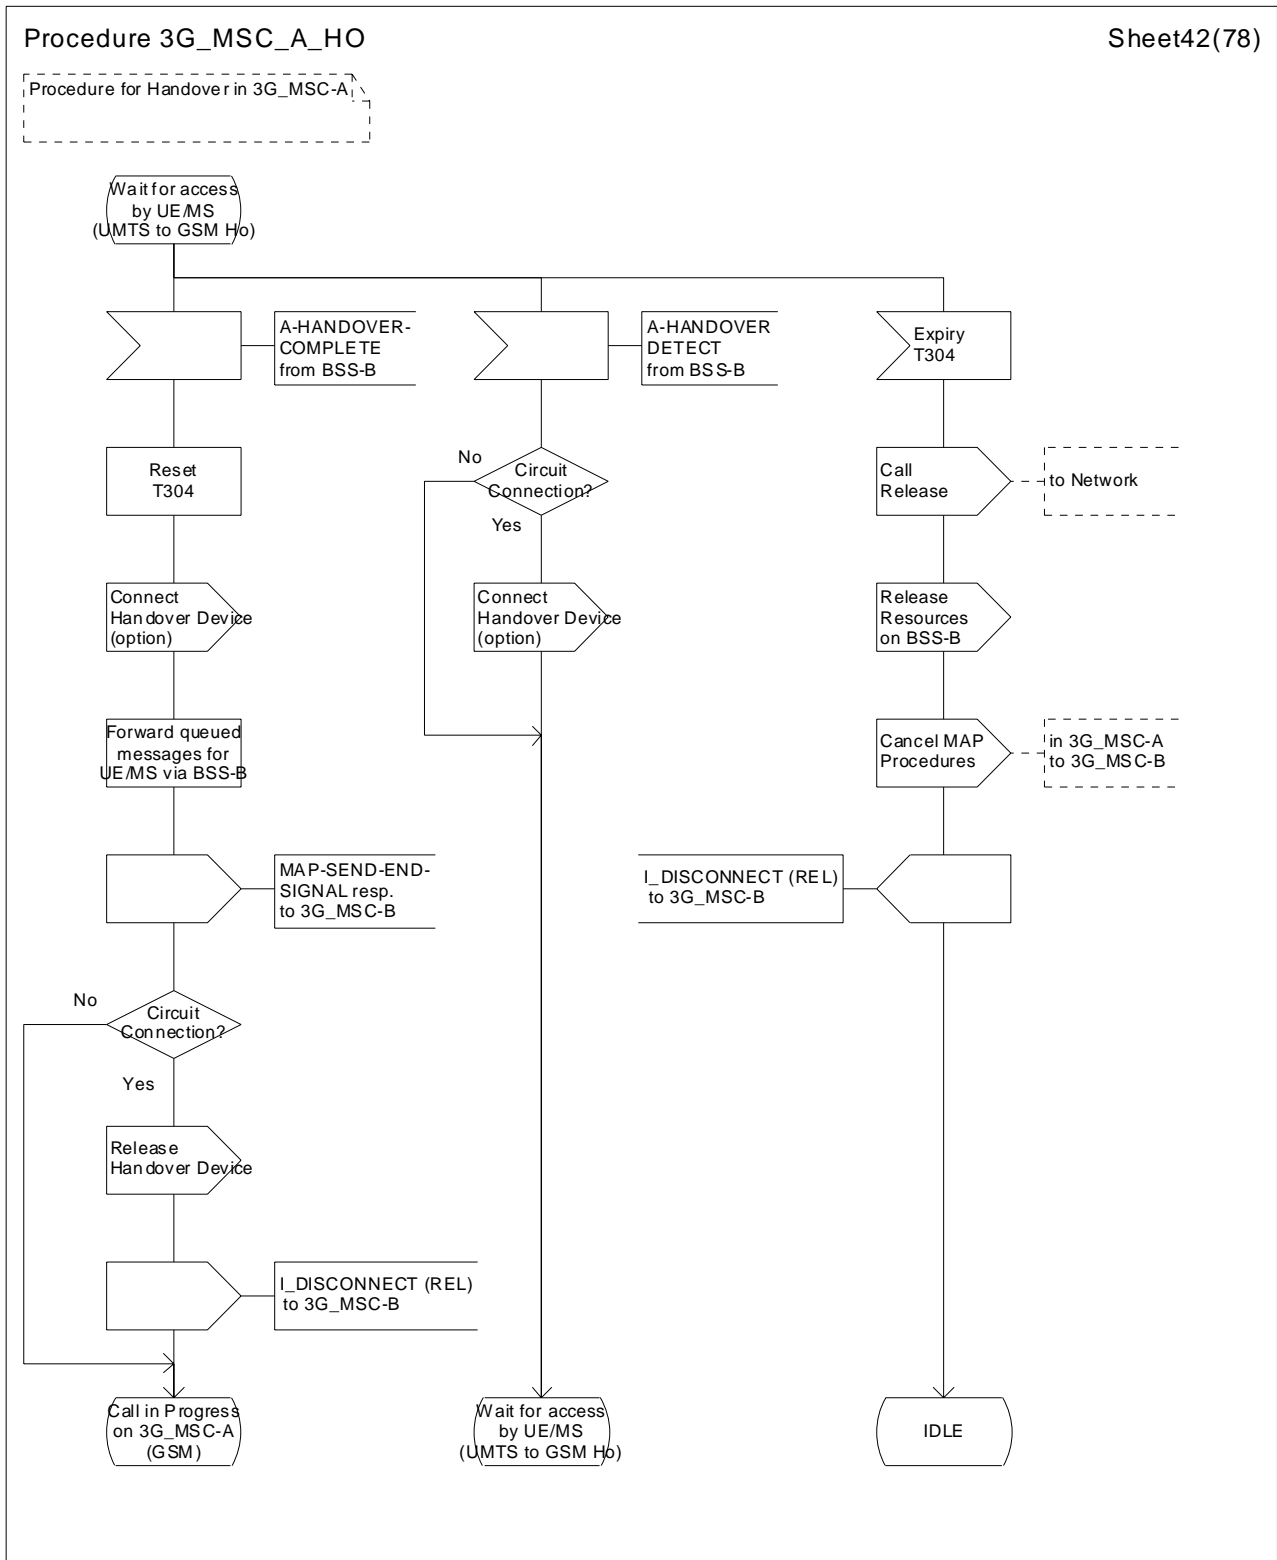 Procedure 3G_MSC_A_HO
Sheet42(78)
Procedure for Handover in 3G_MSC-A
Wait for access
by UE/MS
(UMTS to GSM Ho)
A-HANDOVER-
COMPLETE
from BSS-B
A-HANDOVER
DETECT
from BSS-B
Expiry
T304
Reset
T304
No
Circuit
Connection?
Yes
Call
Release
to Network
Connect
Handover Device
(option)
Connect
Handover Device
(option)
Release
Resources
on BSS-B
Forward queued
messages for
UE/MS via BSS-B
Cancel MAP
Procedures
in 3G_MSC-A
to 3G_MSC-B
MAP-SEND-END-
SIGNAL resp.
to 3G_MSC-B
I_DISCONNECT (REL)
to 3G_MSC-B
No
Circuit
Connection?
Yes
Release
Handover Device
I_DISCONNECT (REL)
to 3G_MSC-B
Call in Progress
on 3G_MSC-A
(GSM)
Wait for access
by UE/MS
(UMTS to GSM Ho)
IDLE